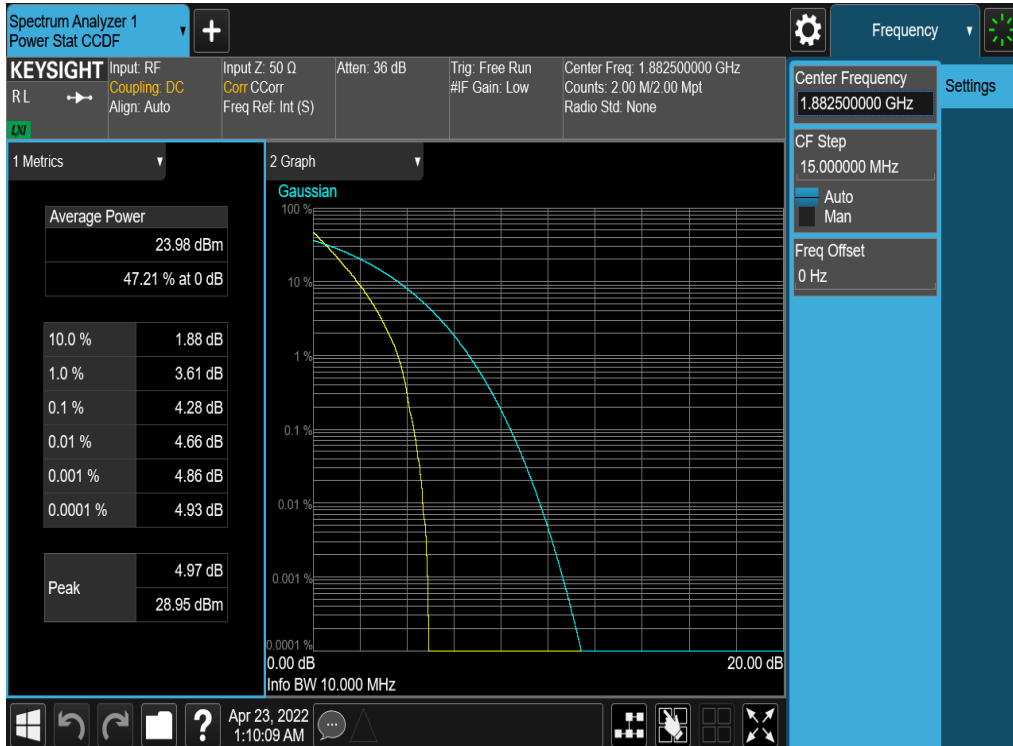 Spectrum Analyzer 1
Power Stat CCDF
+
Frequency
KEYSIGHT
R L
LXI
Input: RF
Coupling: DC
Align: Auto
Input Z: 50 Ω
Corr CCorr
Freq Ref: Int (S)
Atten: 36 dB
Trig: Free Run
#IF Gain: Low
Center Freq: 1.882500000 GHz
Counts: 2.00 M/2.00 Mpt
Radio Std: None
Center Frequency
1.882500000 GHz
Settings
CF Step
15.000000 MHz
Auto
Man
Freq Offset
0 Hz
1 Metrics
Average Power
23.98 dBm
47.21 % at 0 dB
10.0 % 1.88 dB
1.0 % 3.61 dB
0.1 % 4.28 dB
0.01 % 4.66 dB
0.001 % 4.86 dB
0.0001 % 4.93 dB
Peak
4.97 dB
28.95 dBm
2 Graph
Gaussian
100 %
10 %
1 %
0.1 %
0.01 %
0.001 %
0.0001 %
0.00 dB 20.00 dB
Info BW 10.000 MHz
?
Apr 23, 2022
1:10:09 AM